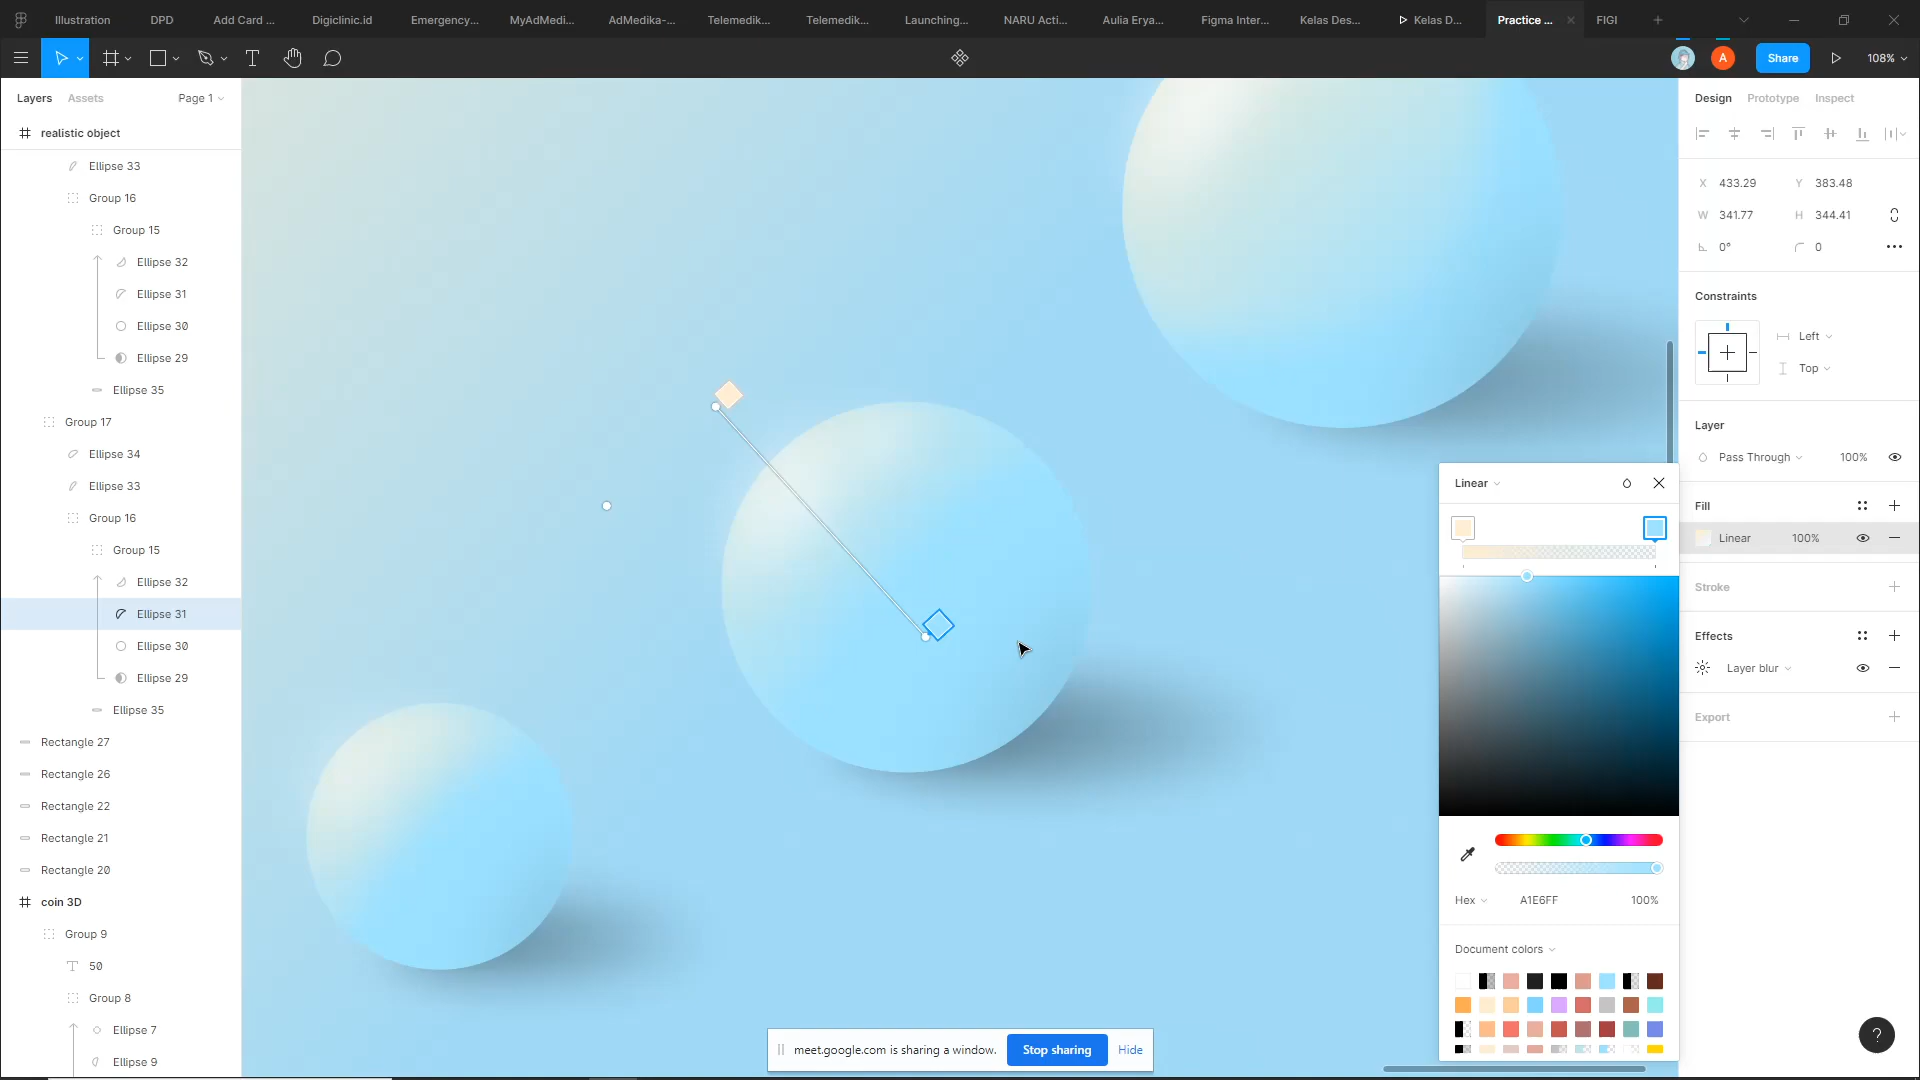 Illustration DPD Add Card ... Digiclinic.id Emergency... MyAdMedi... AdMedika-... Telemedik... Telemedik... Launching... NARU Acti... Aulia Erya... Figma Inter... Kelas Des... Kelas D... Practice ... FIGI
A Share 108%
Layers Assets Page 1
realistic object
Ellipse 33
Group 16
Group 15
Ellipse 32
Ellipse 31
Ellipse 30
Ellipse 29
Ellipse 35
Group 17
Ellipse 34
Ellipse 33
Group 16
Group 15
Ellipse 32
Ellipse 31
Ellipse 30
Ellipse 29
Ellipse 35
Rectangle 27
Rectangle 26
Rectangle 22
Rectangle 21
Rectangle 20
coin 3D
Group 9
50
Group 8
Ellipse 7
Ellipse 9
Design Prototype Inspect
X 433.29 Y 383.48
W 341.77 H 344.41
0° 0
Constraints
Left
Top
Layer
Pass Through 100%
Fill
Linear 100%
Stroke
Effects
Layer blur
Export
Linear
Hex A1E6FF 100%
Document colors
meet.google.com is sharing a window. Stop sharing Hide
?